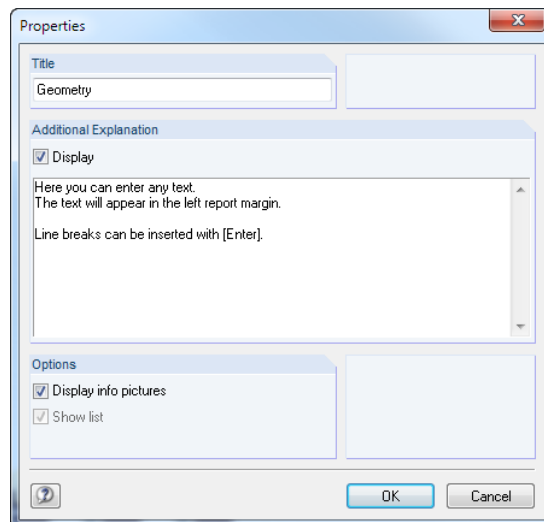 Properties
Title
Geometry
Additional Explanation
Display
Here you can enter any text.
The text will appear in the left report margin.
Line breaks can be inserted with [Enter].
Options
Display info pictures
Show list
OK
Cancel